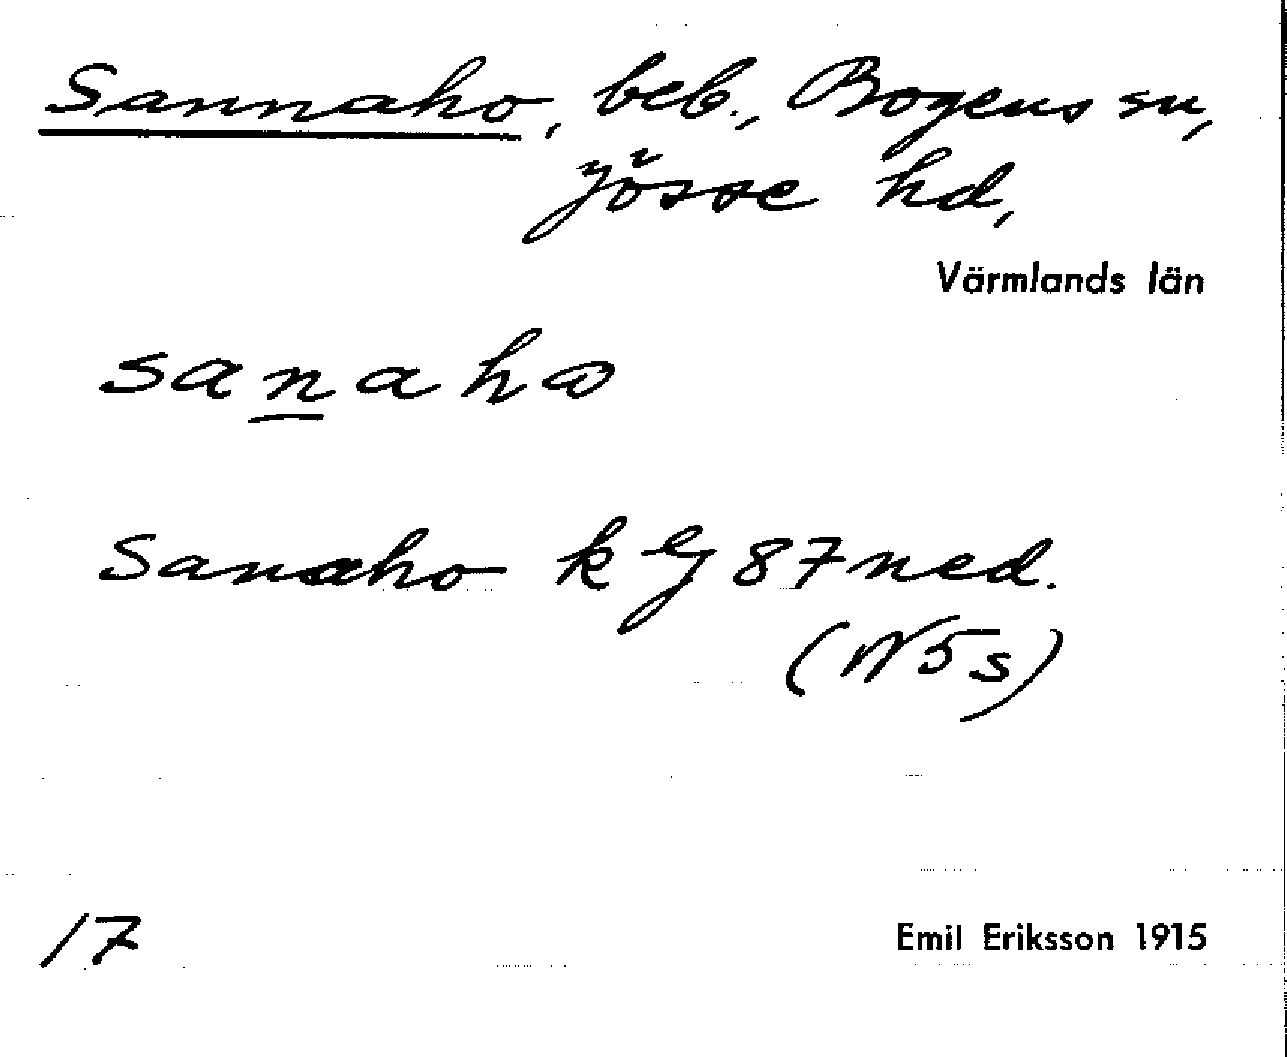 Sannaho, beb., Bogens sn,
Jösse hd,
Värmlands län
sanaho
Sanaho k G 87 ned.
(N5s)
17
Emil Eriksson 1915